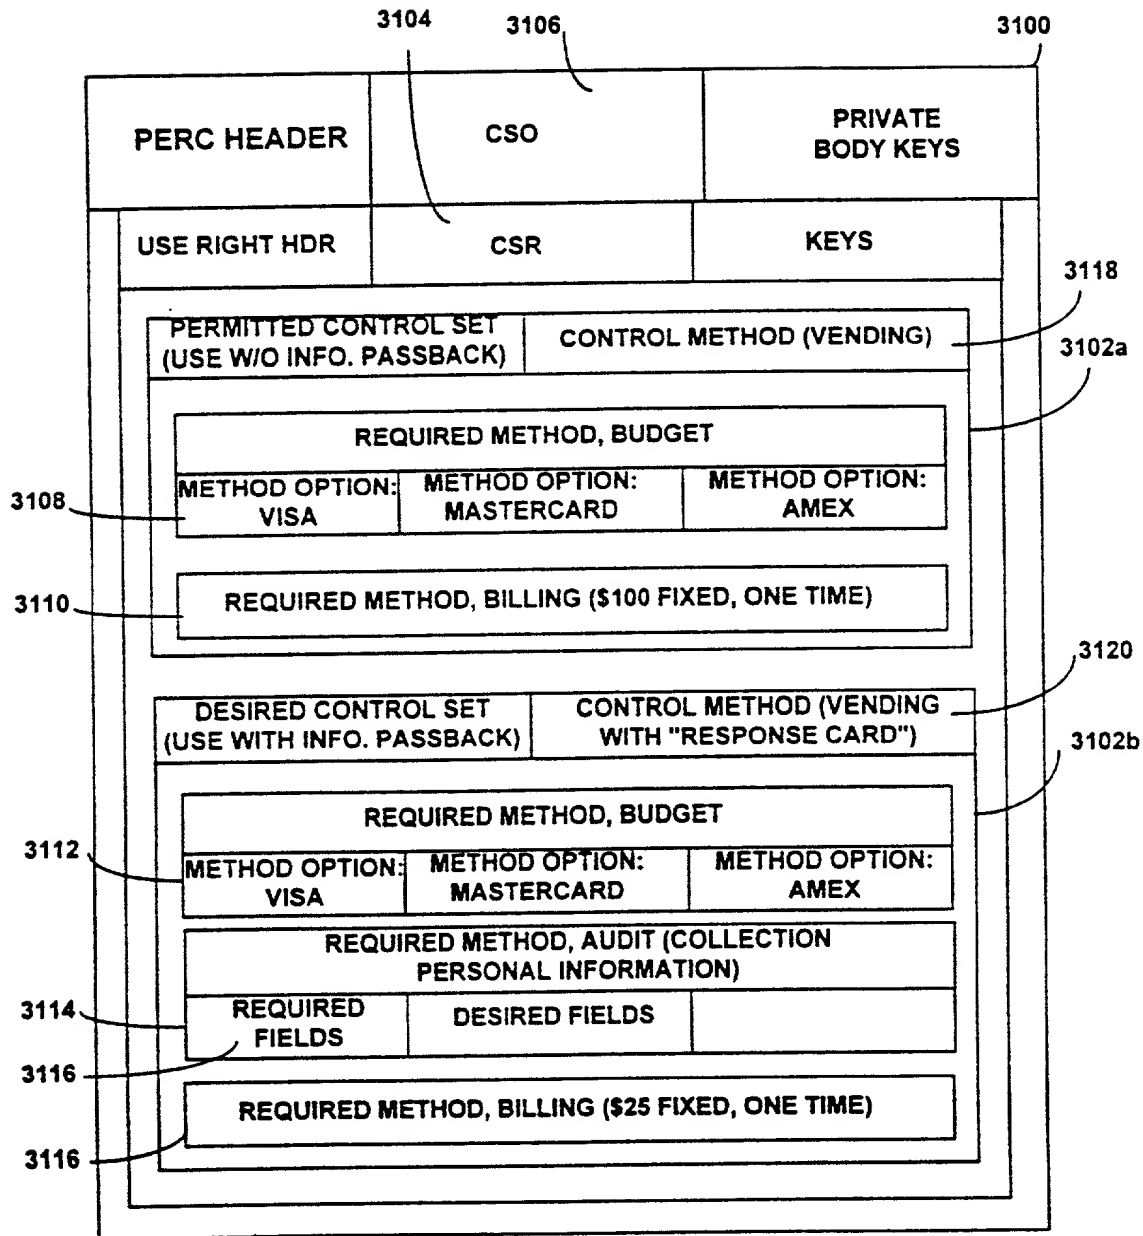 3104
3106
3100
PERC HEADER
CSO
PRIVATE
BODY KEYS
USE RIGHT HDR
CSR
KEYS
3118
PERMITTED CONTROL SET
(USE W/O INFO. PASSBACK)
CONTROL METHOD (VENDING)
3102a
REQUIRED METHOD, BUDGET
METHOD OPTION:
VISA
METHOD OPTION:
MASTERCARD
METHOD OPTION:
AMEX
3108
REQUIRED METHOD, BILLING ($100 FIXED, ONE TIME)
3110
3120
DESIRED CONTROL SET
(USE WITH INFO. PASSBACK)
CONTROL METHOD (VENDING
WITH "RESPONSE CARD")
3102b
REQUIRED METHOD, BUDGET
3112
METHOD OPTION:
VISA
METHOD OPTION:
MASTERCARD
METHOD OPTION:
AMEX
REQUIRED METHOD, AUDIT (COLLECTION
PERSONAL INFORMATION)
3114
REQUIRED
FIELDS
DESIRED FIELDS
3116
REQUIRED METHOD, BILLING ($25 FIXED, ONE TIME)
3116